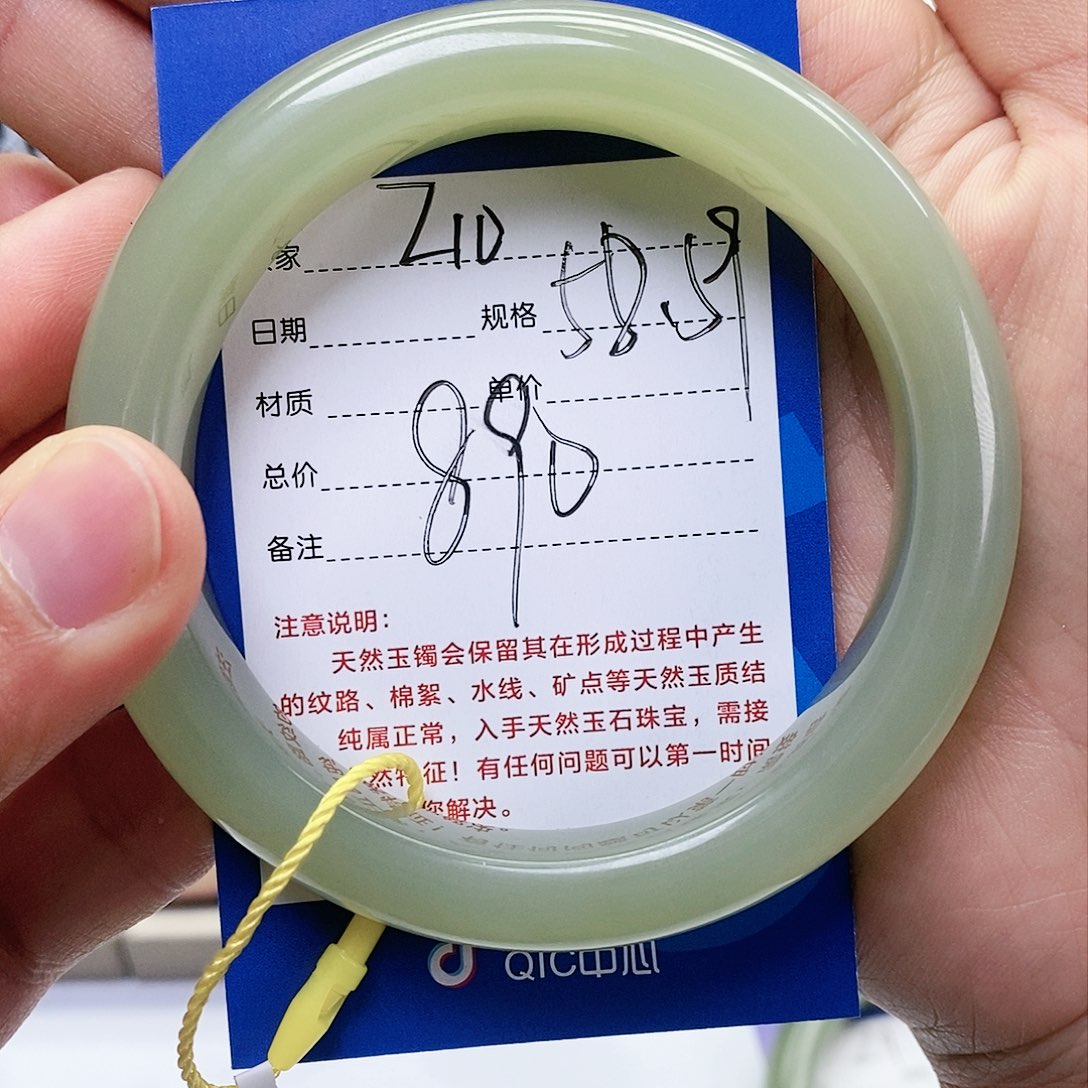 家 Z10
日期 规格 58.59
材质 单价
总价 890
备注
注意说明：
天然玉镯会保留其在形成过程中产生
的纹路、棉絮、水线、矿点等天然玉质结
纯属正常，入手天然玉石珠宝，需接
然特征！有任何问题可以第一时间
你解决。
QIC中心